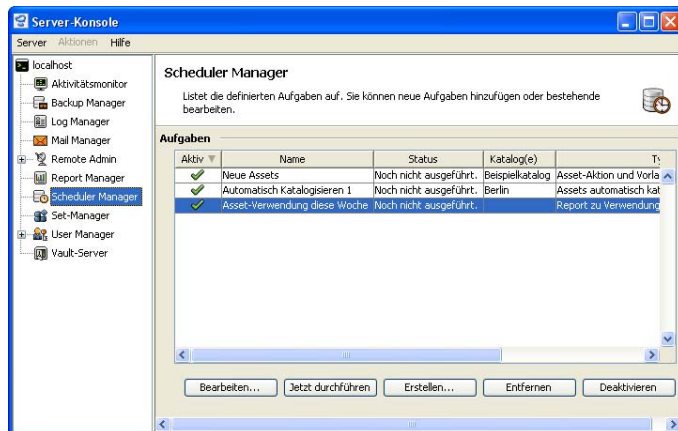 Server-Konsole
Server Aktionen Hilfe
localhost
Aktivitätsmonitor
Backup Manager
Log Manager
Mail Manager
Remote Admin
Report Manager
Scheduler Manager
Set-Manager
User Manager
Vault-Server
Scheduler Manager
Listet die definierten Aufgaben auf. Sie können neue Aufgaben hinzufügen oder bestehende
bearbeiten.
Aufgaben
Aktiv Name Status Katalog(e) Ty
Neue Assets Noch nicht ausgeführt. Beispielkatalog Asset-Aktion und Vorla
Automatisch Katalogisieren 1 Noch nicht ausgeführt. Berlin Assets automatisch kat
Asset-Verwendung diese Woche Noch nicht ausgeführt. Report zu Verwendung
Bearbeiten... Jetzt durchführen Erstellen... Entfernen Deaktivieren